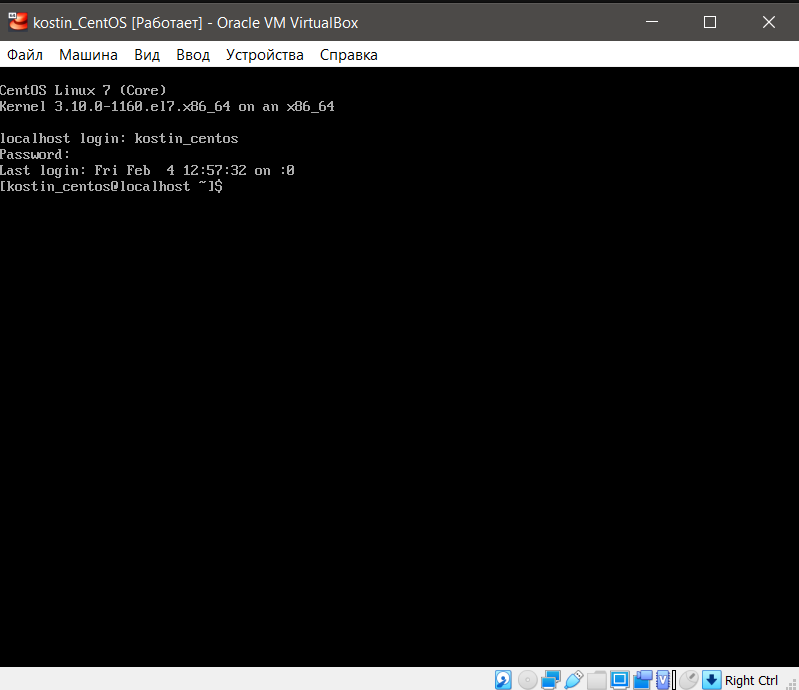 kostin_CentOS [Работает] - Oracle VM VirtualBox
Файл Машина Вид Ввод Устройства Справка
CentOS Linux 7 (Core)
Kernel 3.10.0-1160.el7.x86_64 on an x86_64
localhost login: kostin_centos
Password:
Last login: Fri Feb  4 12:57:32 on :0
[kostin_centos@localhost ~]$
Right Ctrl